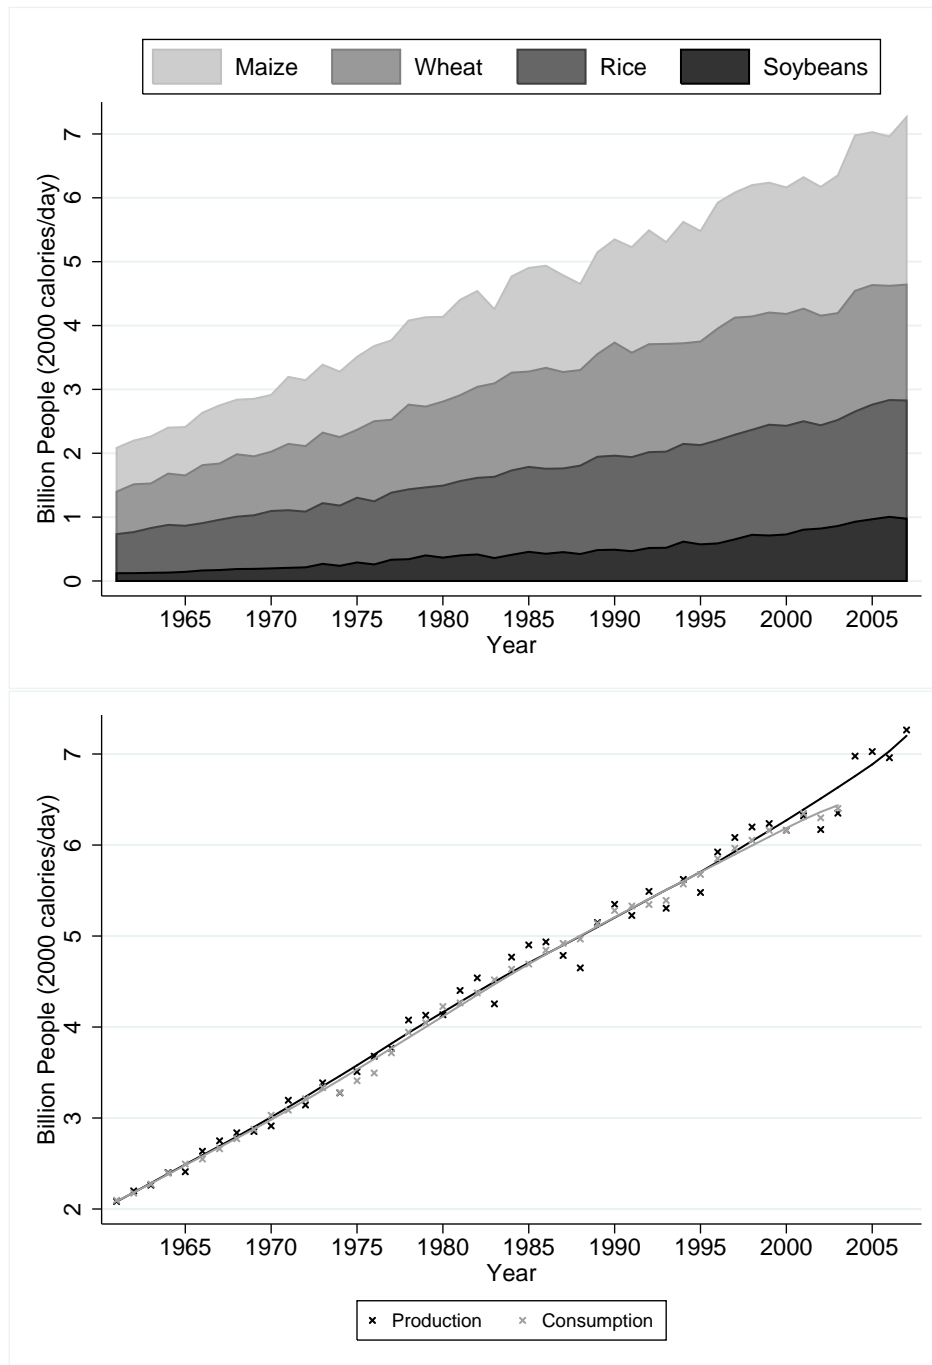 Maize Wheat Rice Soybeans
Billion People (2000 calories/day)
7
6
5
4
3
2
1
0
1965 1970 1975 1980 1985 1990 1995 2000 2005
Year
Billion People (2000 calories/day)
7
6
5
4
3
2
1965 1970 1975 1980 1985 1990 1995 2000 2005
Year
Production Consumption